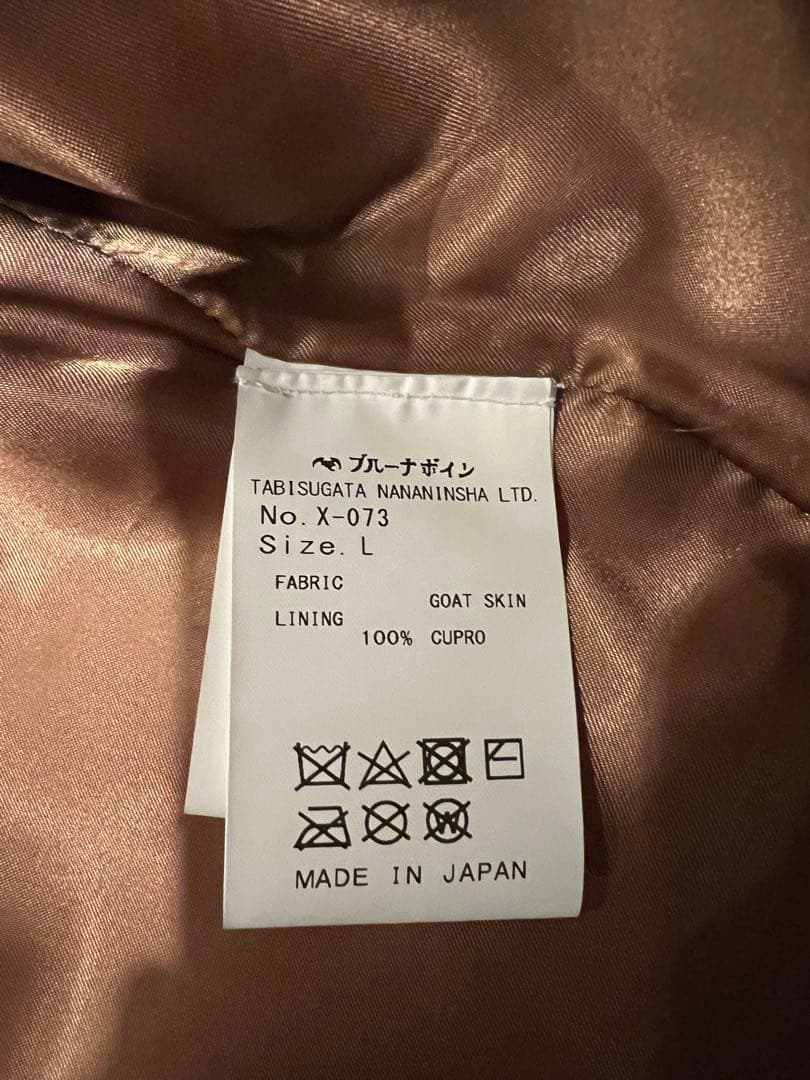 ブルーナボイン
TABISUGATA NANANINSHA LTD.
No. X-073
Size. L
FABRIC
GOAT SKIN
LINING
100% CUPRO
MADE IN JAPAN